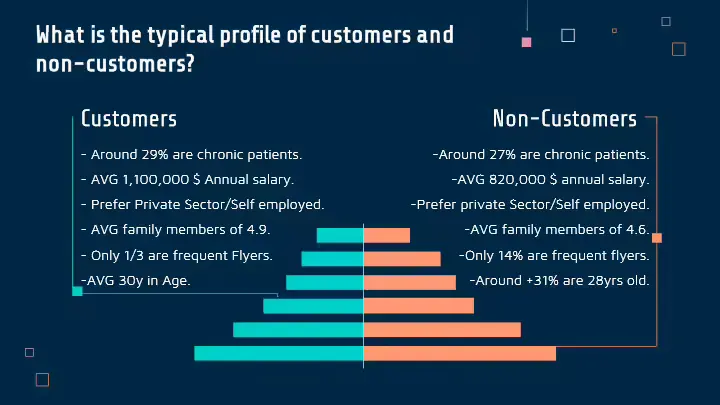 What is the typical profile of customers and
non-customers?
Customers
- Around 29% are chronic patients.
- AVG 1,100,000 $ Annual salary.
- Prefer Private Sector/Self employed.
- AVG family members of 4.9.
- Only 1/3 are frequent Flyers.
-AVG 30y in Age.
Non-Customers
-Around 27% are chronic patients.
-AVG 820,000 $ annual salary.
-Prefer private Sector/Self employed.
-AVG family members of 4.6.
-Only 14% are frequent flyers.
-Around +31% are 28yrs old.